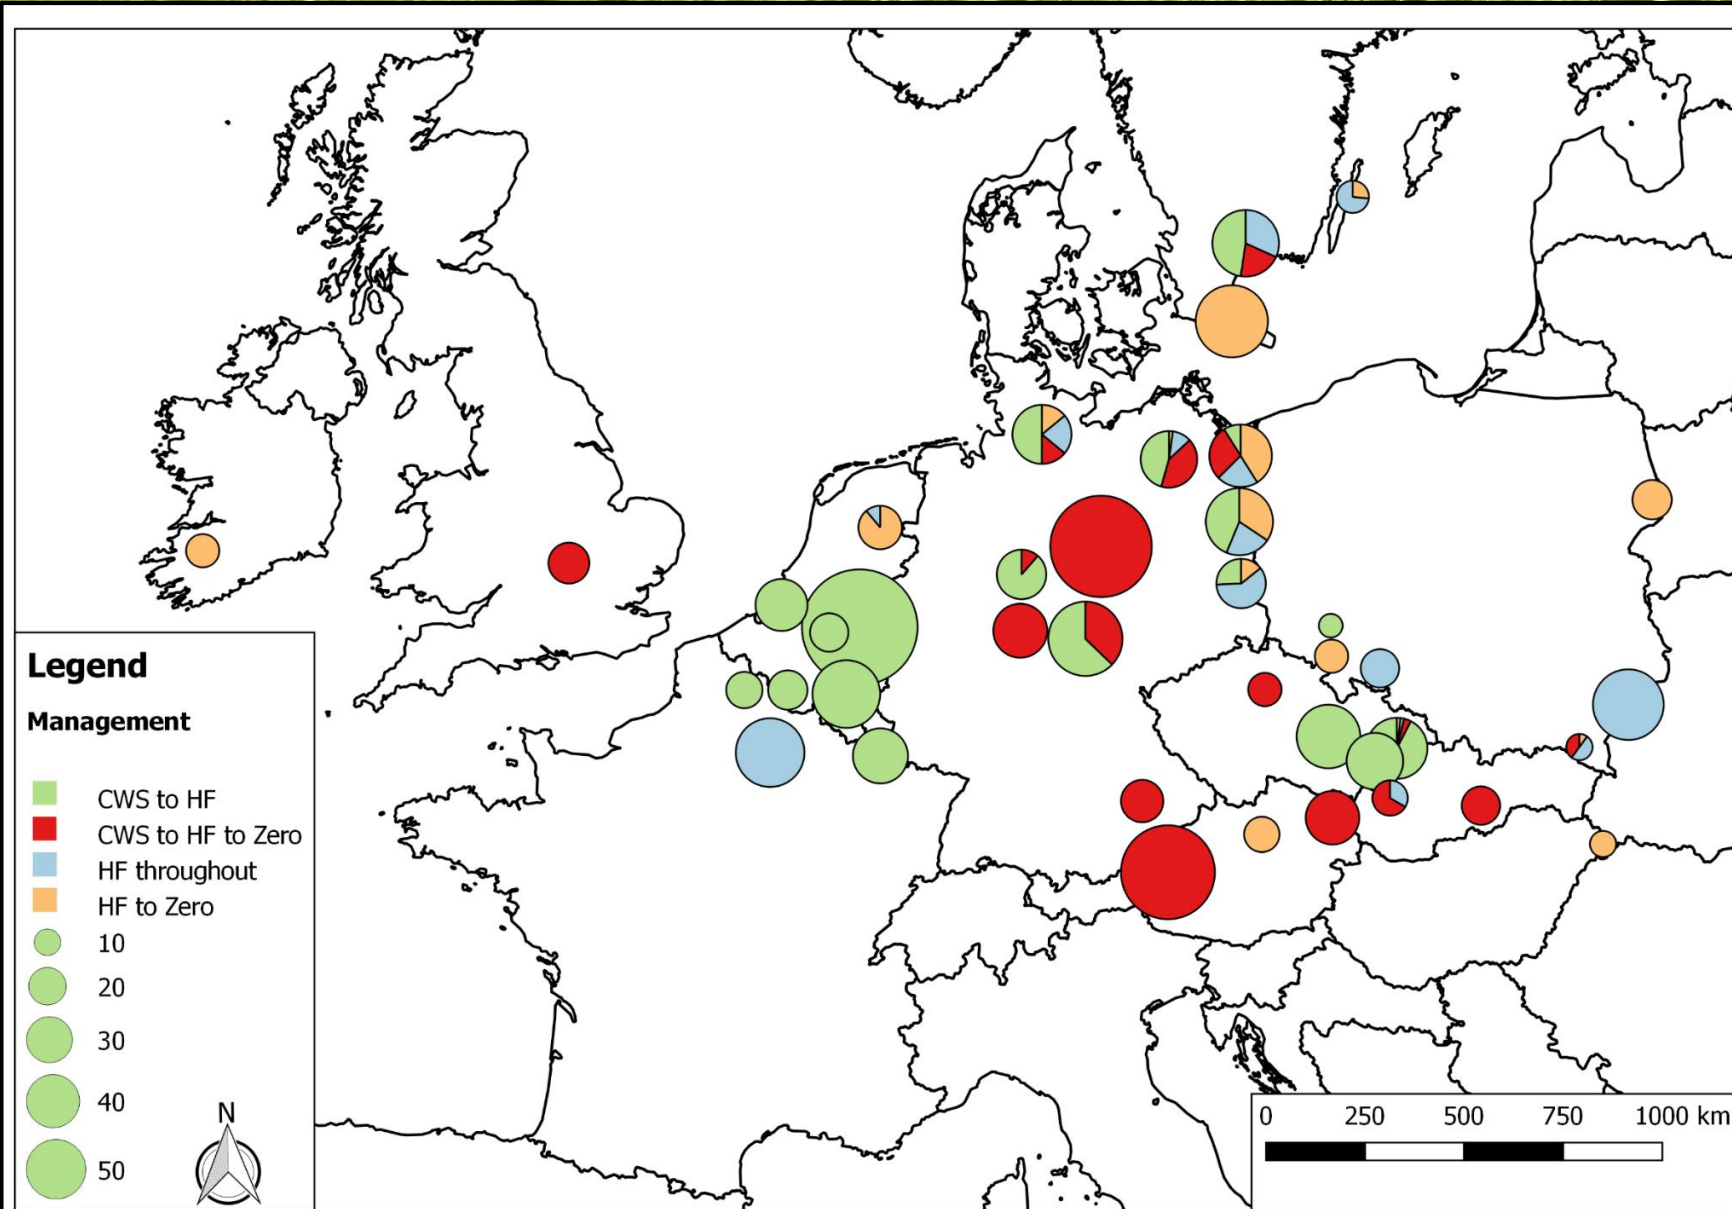 Legend
Management
CWS to HF
CWS to HF to Zero
HF throughout
HF to Zero
10
20
30
40
50
N
0 250 500 750 1000 km